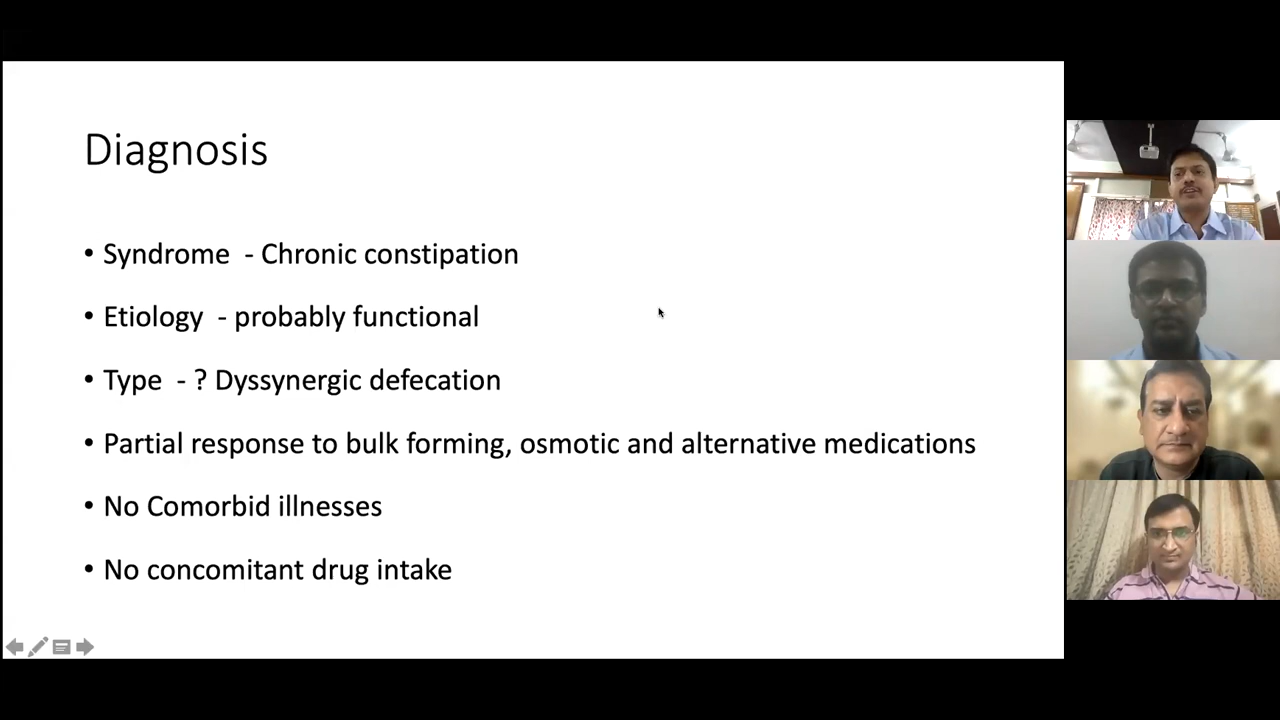 Diagnosis
• Syndrome - Chronic constipation
• Etiology - probably functional
• Type - ? Dyssynergic defecation
• Partial response to bulk forming, osmotic and alternative medications
• No Comorbid illnesses
• No concomitant drug intake